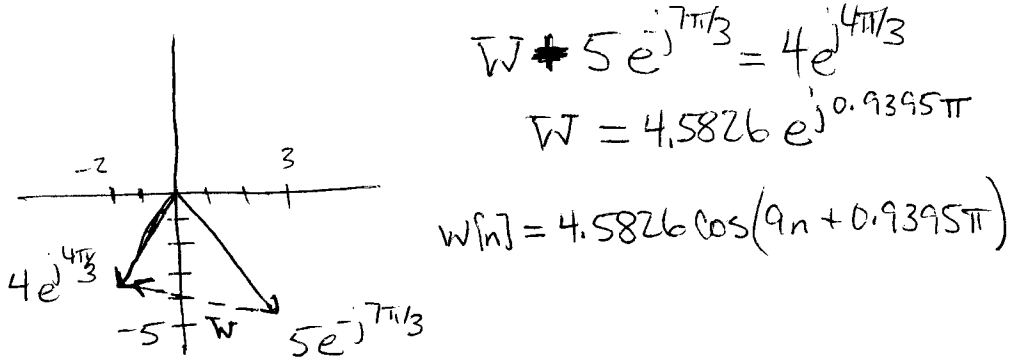 W + 5e^{-j7π/3} = 4e^{j4π/3}
W = 4.5826 e^{j0.9395π}
w[n] = 4.5826 cos(9n + 0.9395π)
-2
3
4e^{j4π/3}
-5
W
5e^{-j7π/3}